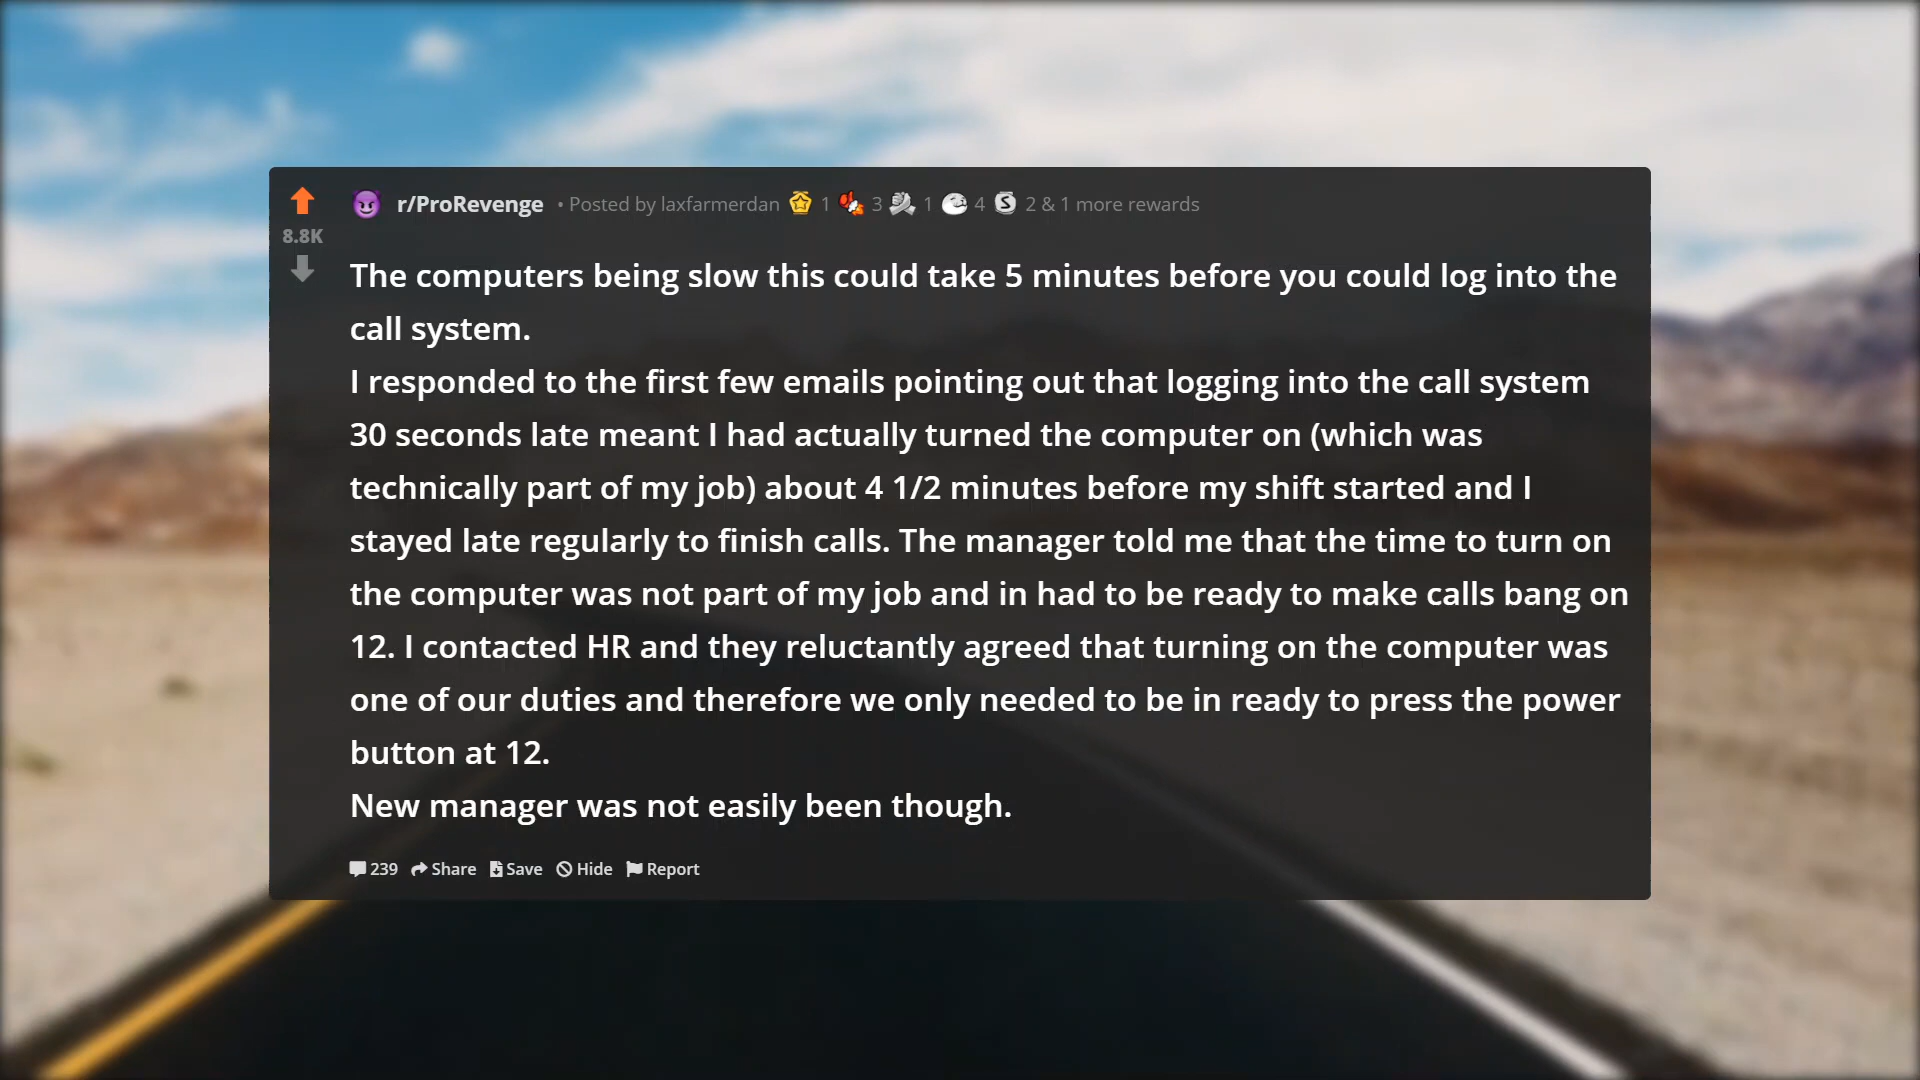 r/ProRevenge • Posted by laxfarmerdan 1 3 1 4 2 & 1 more rewards
8.8K
The computers being slow this could take 5 minutes before you could log into the
call system.
I responded to the first few emails pointing out that logging into the call system
30 seconds late meant I had actually turned the computer on (which was
technically part of my job) about 4 1/2 minutes before my shift started and I
stayed late regularly to finish calls. The manager told me that the time to turn on
the computer was not part of my job and in had to be ready to make calls bang on
12. I contacted HR and they reluctantly agreed that turning on the computer was
one of our duties and therefore we only needed to be in ready to press the power
button at 12.
New manager was not easily been though.
239 Share Save Hide Report